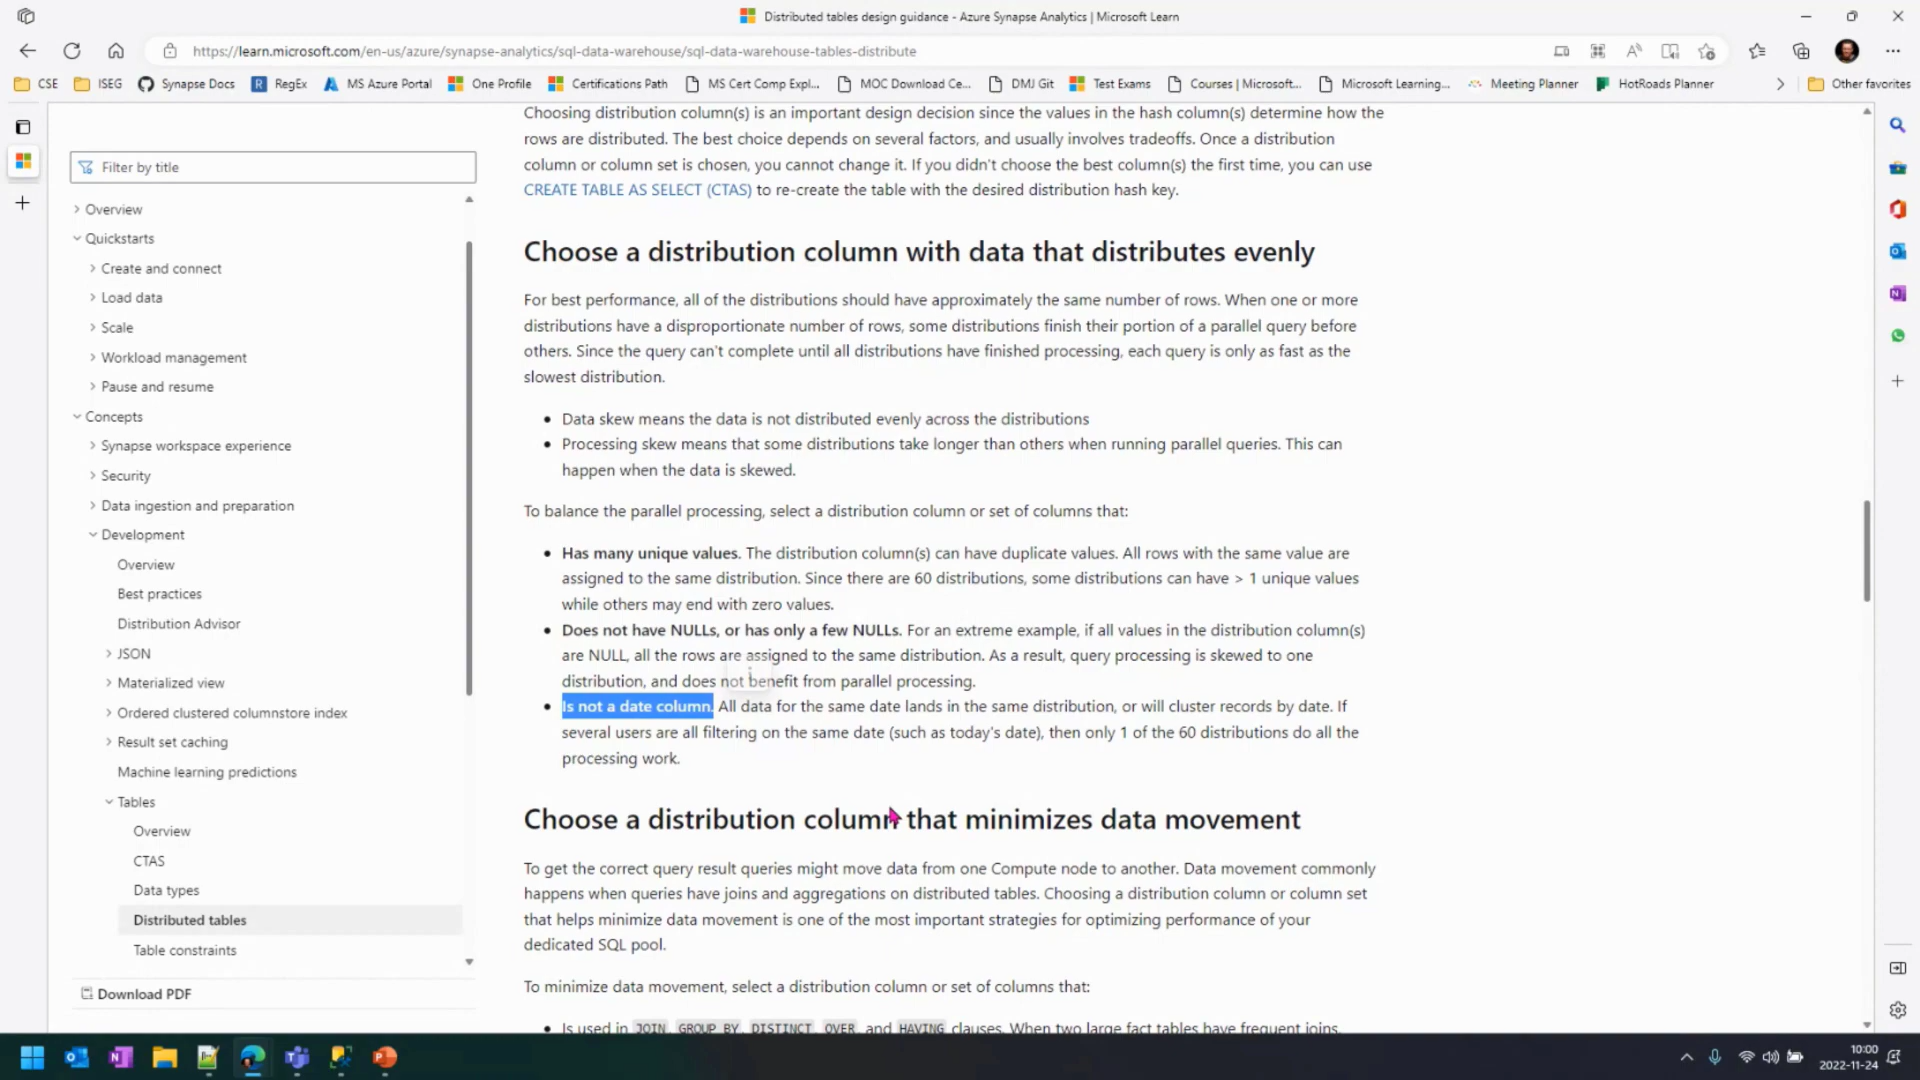 Distributed tables design guidance - Azure Synapse Analytics | Microsoft Learn
https://learn.microsoft.com/en-us/azure/synapse-analytics/sql-data-warehouse/sql-data-warehouse-tables-distribute
CSE
ISEG
Synapse Docs
RegEx
MS Azure Portal
One Profile
Certifications Path
MS Cert Comp Expl...
MOC Download Ce...
DMJ Git
Test Exams
Courses | Microsoft...
Microsoft Learning...
Meeting Planner
HotRoads Planner
Other favorites
Filter by title
Overview
Quickstarts
Create and connect
Load data
Scale
Workload management
Pause and resume
Concepts
Synapse workspace experience
Security
Data ingestion and preparation
Development
Overview
Best practices
Distribution Advisor
JSON
Materialized view
Ordered clustered columnstore index
Result set caching
Machine learning predictions
Tables
Overview
CTAS
Data types
Distributed tables
Table constraints
Download PDF
Choosing distribution column(s) is an important design decision since the values in the hash column(s) determine how the
rows are distributed. The best choice depends on several factors, and usually involves tradeoffs. Once a distribution
column or column set is chosen, you cannot change it. If you didn't choose the best column(s) the first time, you can use
CREATE TABLE AS SELECT (CTAS) to re-create the table with the desired distribution hash key.
Choose a distribution column with data that distributes evenly
For best performance, all of the distributions should have approximately the same number of rows. When one or more
distributions have a disproportionate number of rows, some distributions finish their portion of a parallel query before
others. Since the query can't complete until all distributions have finished processing, each query is only as fast as the
slowest distribution.
• Data skew means the data is not distributed evenly across the distributions
• Processing skew means that some distributions take longer than others when running parallel queries. This can
happen when the data is skewed.
To balance the parallel processing, select a distribution column or set of columns that:
• Has many unique values. The distribution column(s) can have duplicate values. All rows with the same value are
assigned to the same distribution. Since there are 60 distributions, some distributions can have > 1 unique values
while others may end with zero values.
• Does not have NULLs, or has only a few NULLs. For an extreme example, if all values in the distribution column(s)
are NULL, all the rows are assigned to the same distribution. As a result, query processing is skewed to one
distribution, and does not benefit from parallel processing.
• Is not a date column. All data for the same date lands in the same distribution, or will cluster records by date. If
several users are all filtering on the same date (such as today's date), then only 1 of the 60 distributions do all the
processing work.
Choose a distribution column that minimizes data movement
To get the correct query result queries might move data from one Compute node to another. Data movement commonly
happens when queries have joins and aggregations on distributed tables. Choosing a distribution column or column set
that helps minimize data movement is one of the most important strategies for optimizing performance of your
dedicated SQL pool.
To minimize data movement, select a distribution column or set of columns that:
• Is used in JOIN, GROUP BY, DISTINCT, OVER, and HAVING clauses. When two large fact tables have frequent joins,
10:00
2022-11-24